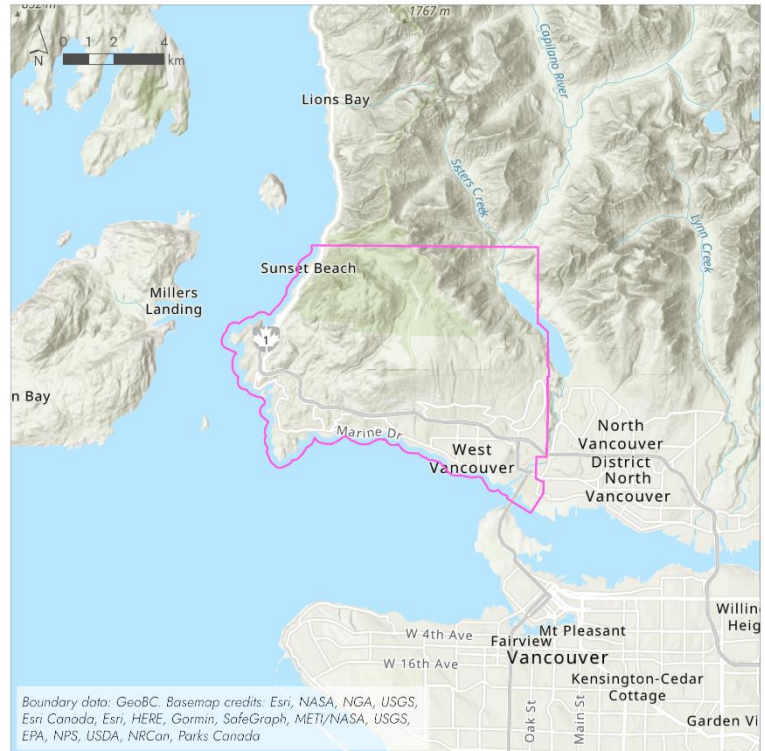 1767 m
0 1 2 4
km
N
Capilano River
Lions Bay
Sisters Creek
Lynn Creek
Sunset Beach
Millers
Landing
1
n Bay
Marine Dr
West
Vancouver
North
Vancouver
District
North
Vancouver
W 4th Ave
W 16th Ave
Fairview
Mt Pleasant
Vancouver
Willin
Heig
Kensington-Cedar
Cottage
Oak St
Main St
Garden Vi
Boundary data: GeoBC. Basemap credits: Esri, NASA, NGA, USGS,
Esri Canada, Esri, HERE, Garmin, SafeGraph, METI/NASA, USGS,
EPA, NPS, USDA, NRCan, Parks Canada